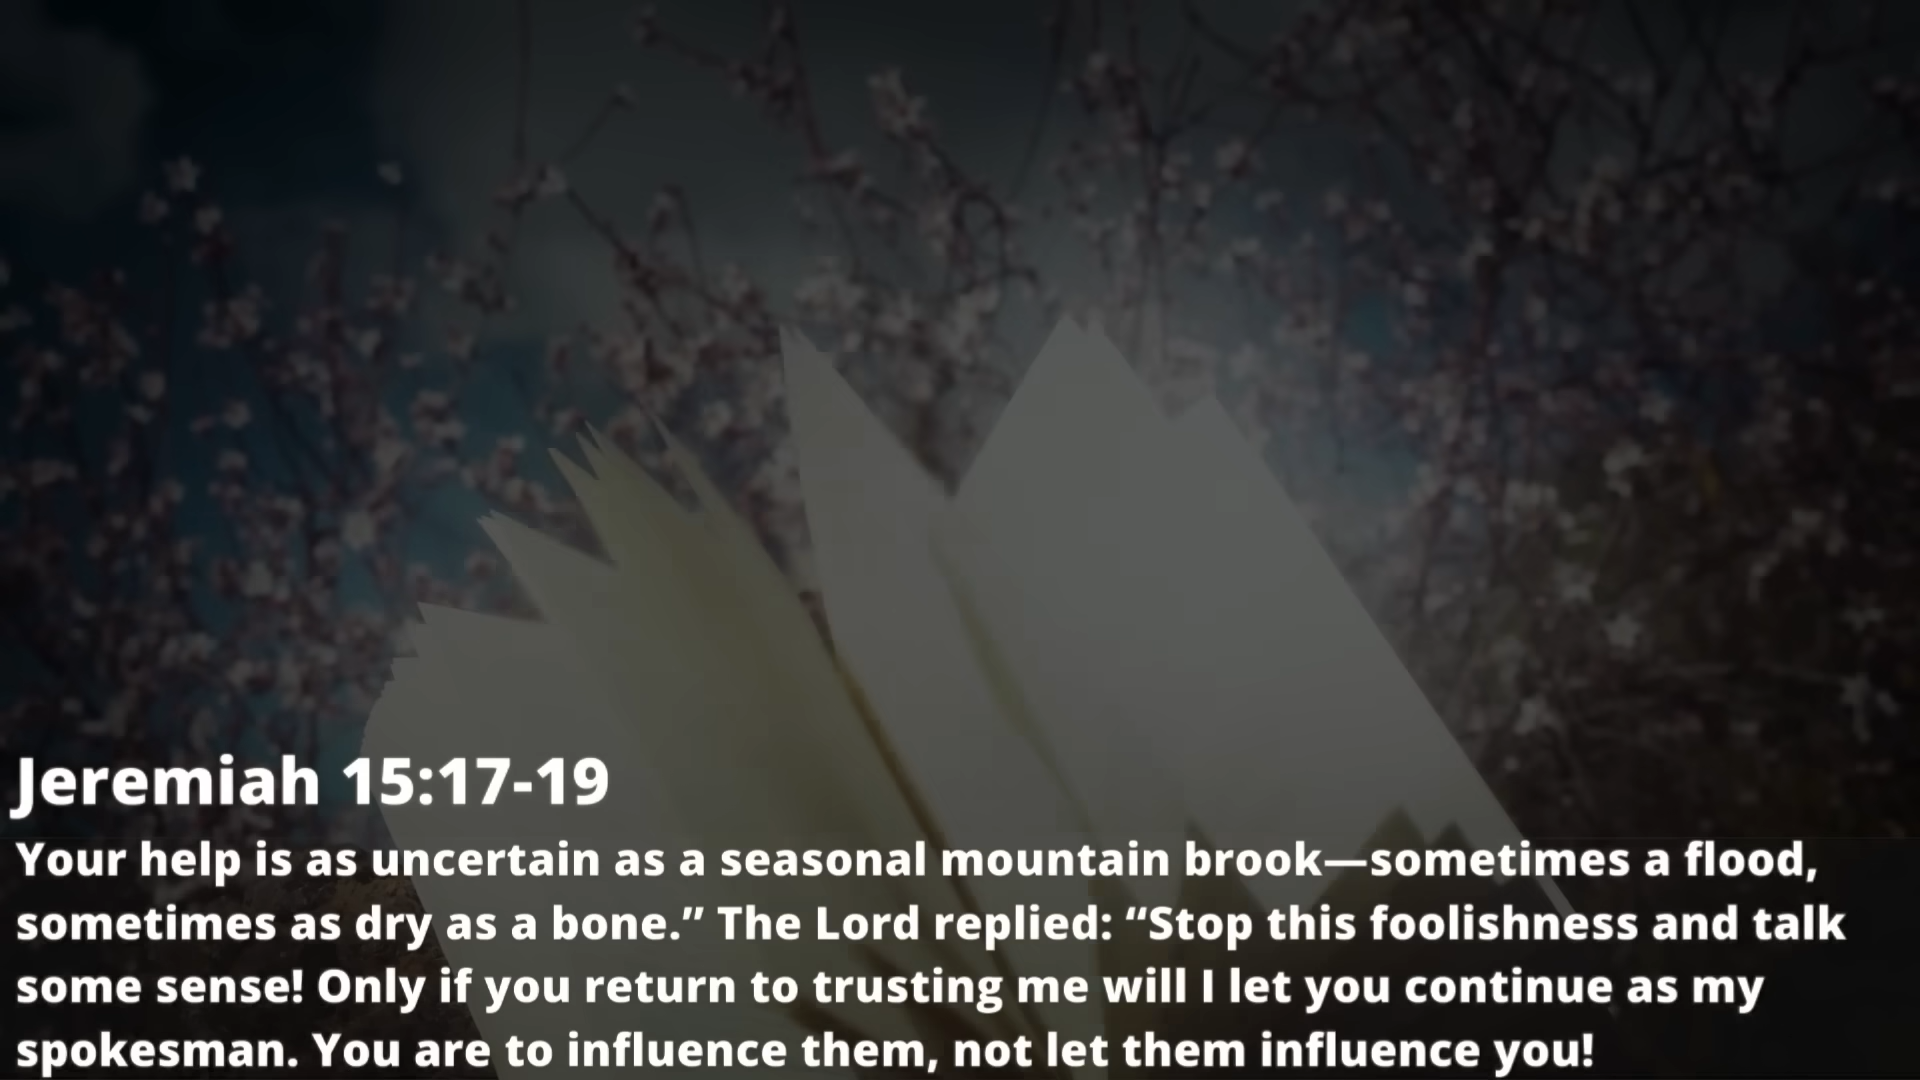 Jeremiah 15:17-19
Your help is as uncertain as a seasonal mountain brook—sometimes a flood,
sometimes as dry as a bone.” The Lord replied: “Stop this foolishness and talk
some sense! Only if you return to trusting me will I let you continue as my
spokesman. You are to influence them, not let them influence you!